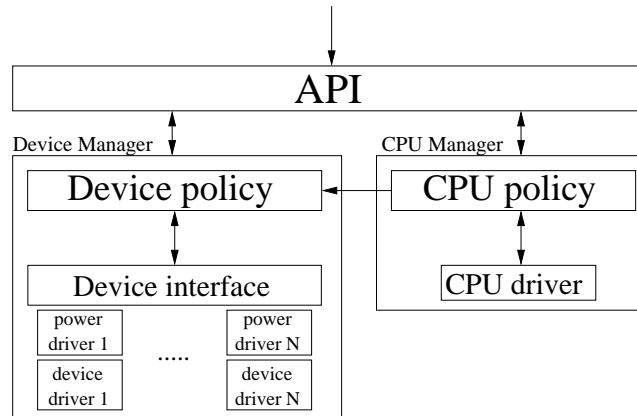 API
Device Manager
CPU Manager
Device policy
CPU policy
Device interface
CPU driver
power
driver 1
.....
power
driver N
device
driver 1
device
driver N